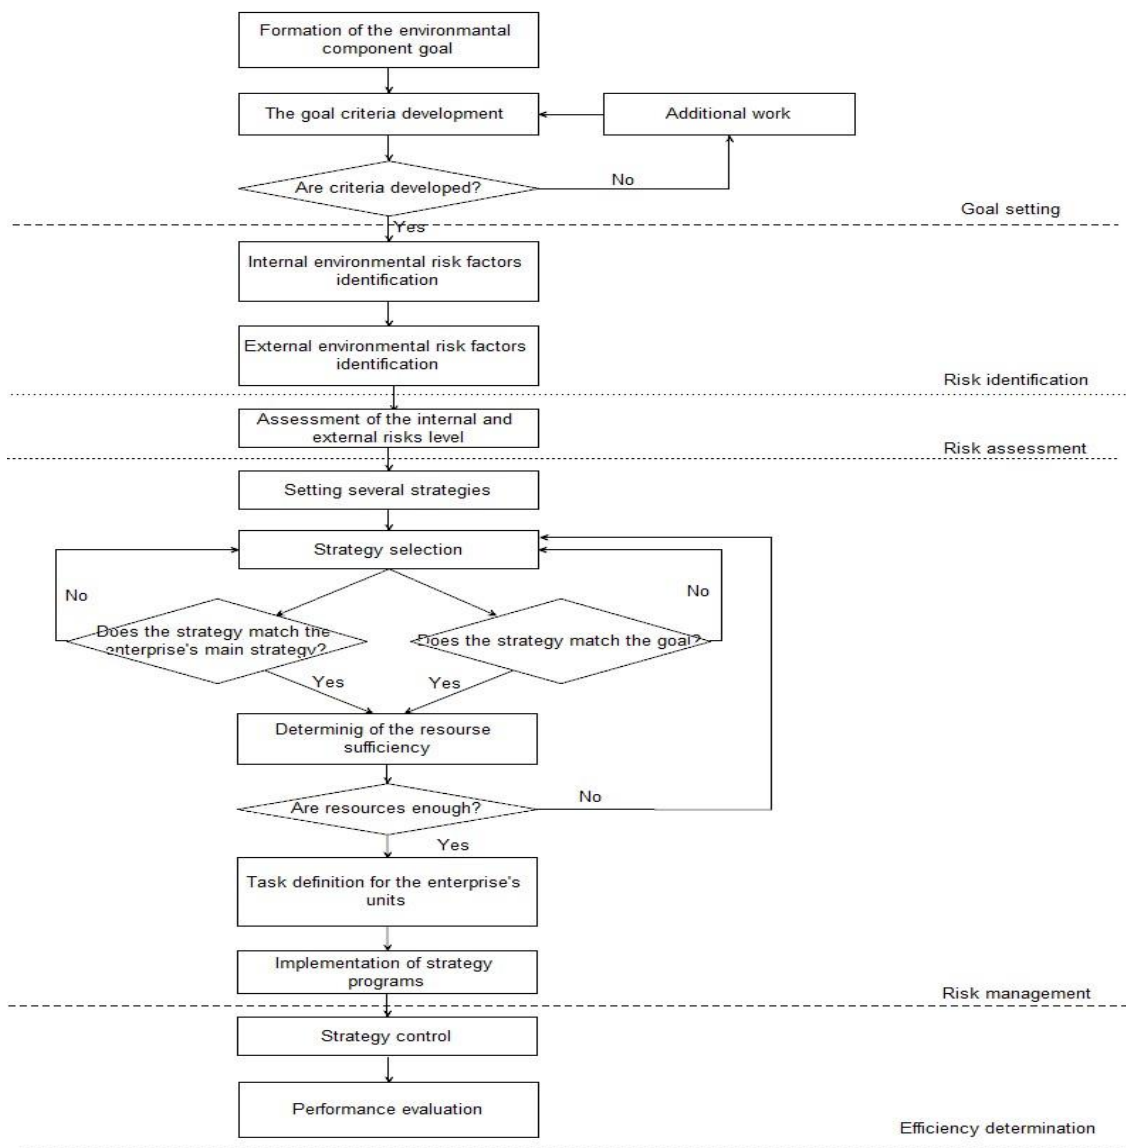 Formation of the environmantal
component goal
The goal criteria development
Additional work
Are criteria developed?
No
Goal setting
Yes
Internal environmental risk factors
identification
External environmental risk factors
identification
Risk identification
Assessment of the internal and
external risks level
Risk assessment
Setting several strategies
Strategy selection
No
No
Does the strategy match the
enterprise's main strategy?
Does the strategy match the goal?
Yes
Yes
Determinig of the resourse
sufficiency
Are resources enough?
No
Yes
Task definition for the enterprise's
units
Implementation of strategy
programs
Risk management
Strategy control
Performance evaluation
Efficiency determination